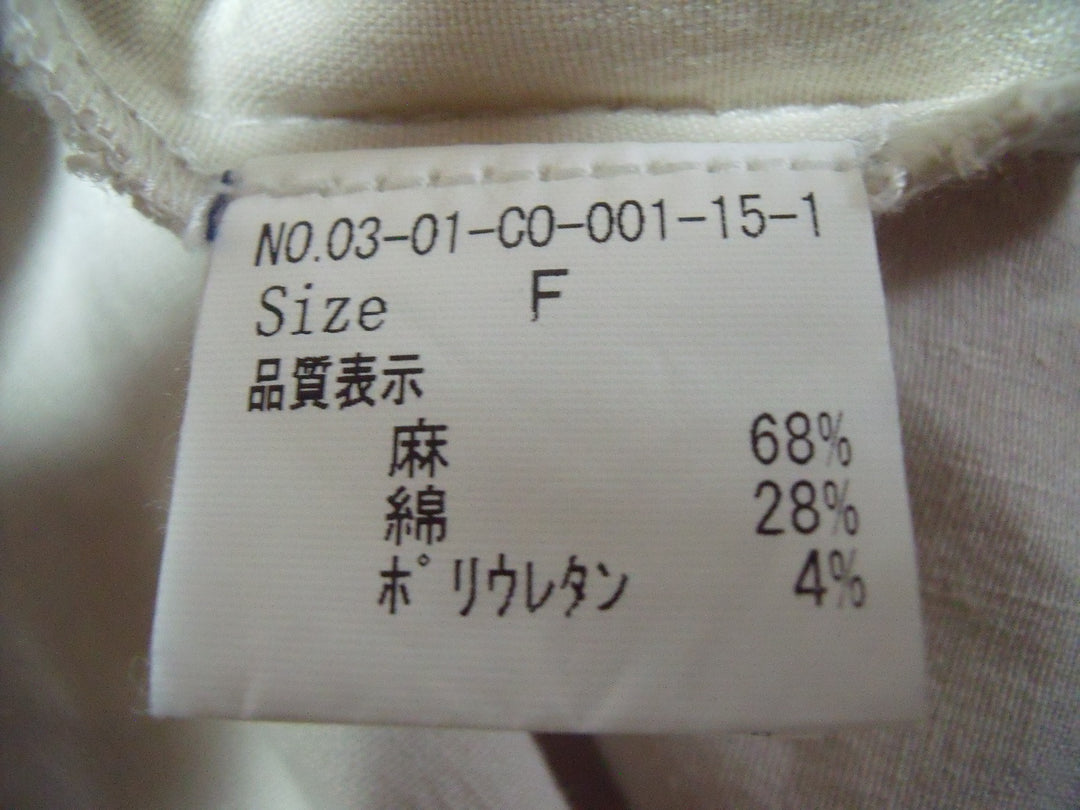 NO.03-01-CO-001-15-1
Size F
品質表示
麻 68%
綿 28%
ポリウレタン 4%